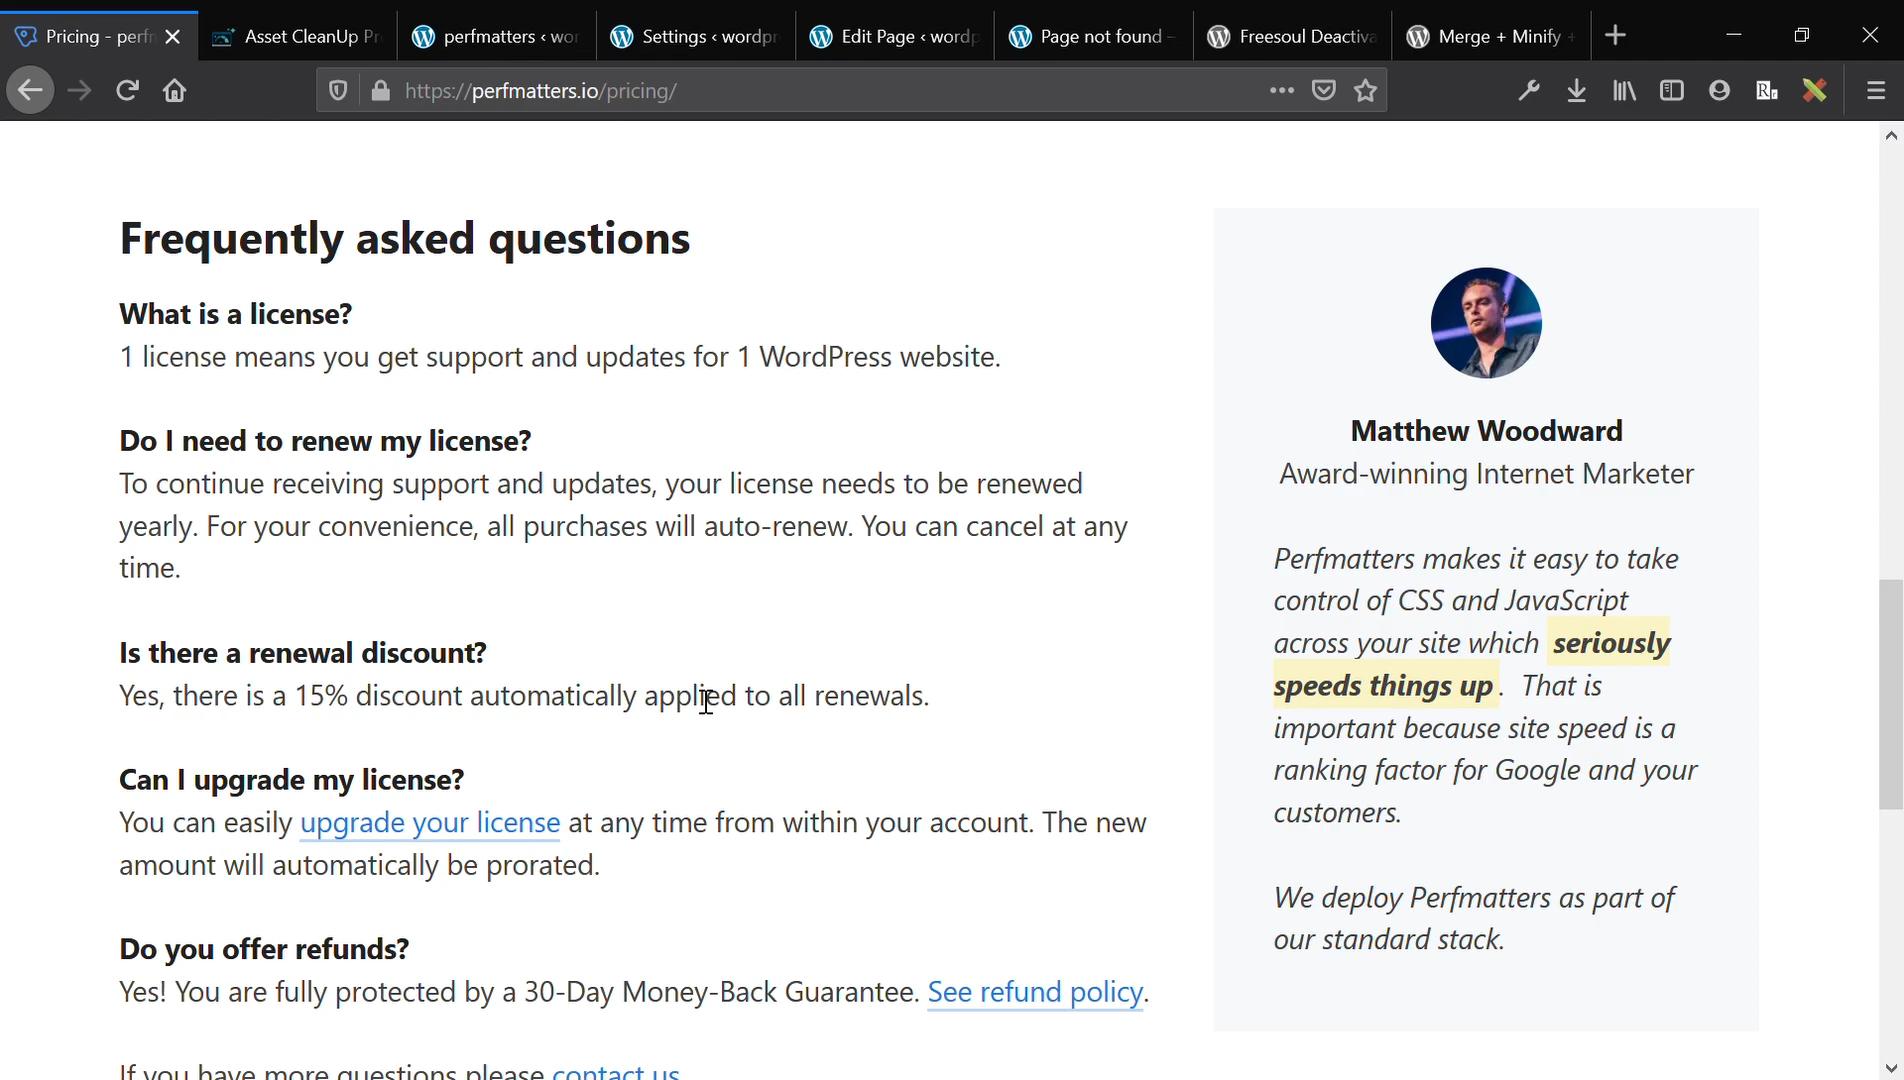 Pricing - perfm
Asset CleanUp Pr
perfmatters < wor
Settings < wordpr
Edit Page < wordp
Page not found -
Freesoul Deactiva
Merge + Minify +
https://perfmatters.io/pricing/
Frequently asked questions
What is a license?
1 license means you get support and updates for 1 WordPress website.
Do I need to renew my license?
To continue receiving support and updates, your license needs to be renewed
yearly. For your convenience, all purchases will auto-renew. You can cancel at any
time.
Is there a renewal discount?
Yes, there is a 15% discount automatically applied to all renewals.
Can I upgrade my license?
You can easily upgrade your license at any time from within your account. The new
amount will automatically be prorated.
Do you offer refunds?
Yes! You are fully protected by a 30-Day Money-Back Guarantee. See refund policy.
If you have more questions please contact us
Matthew Woodward
Award-winning Internet Marketer
Perfmatters makes it easy to take
control of CSS and JavaScript
across your site which seriously
speeds things up. That is
important because site speed is a
ranking factor for Google and your
customers.
We deploy Perfmatters as part of
our standard stack.